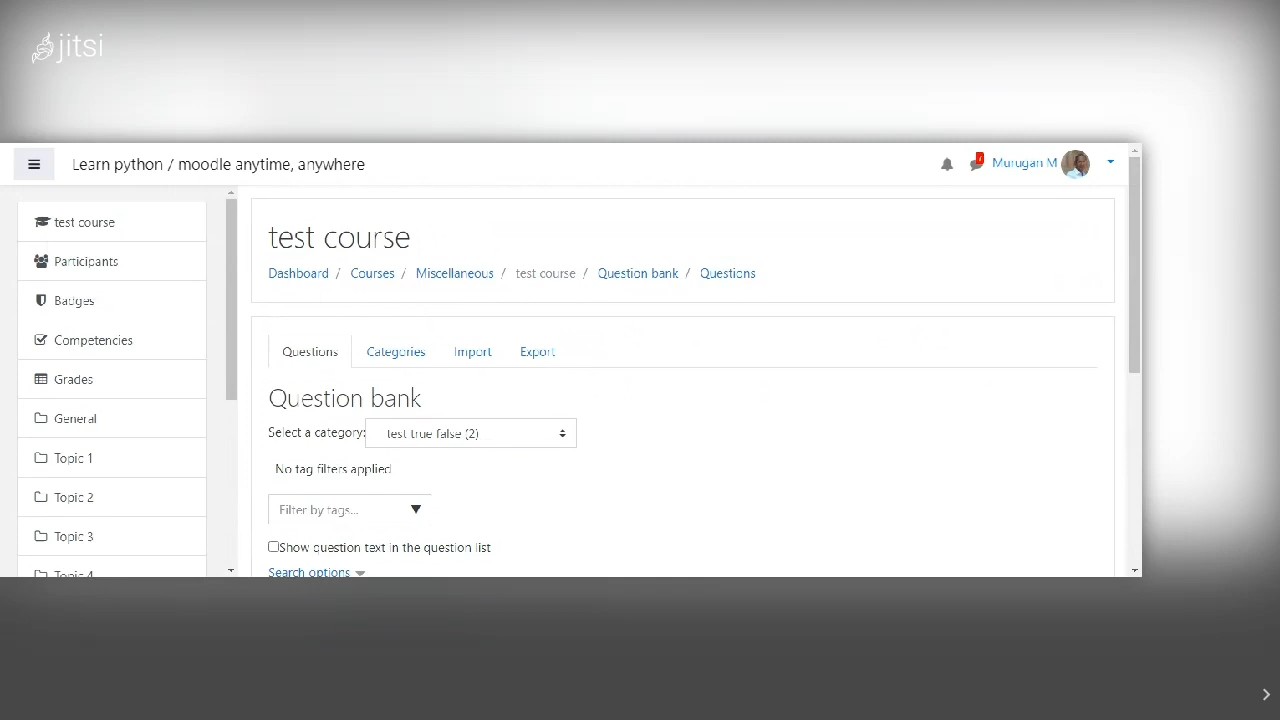 jitsi
Learn python / moodle anytime, anywhere
Murugan M
test course
Participants
Badges
Competencies
Grades
General
Topic 1
Topic 2
Topic 3
Topic 4
test course
Dashboard / Courses / Miscellaneous / test course / Question bank / Questions
Questions Categories Import Export
Question bank
Select a category: test true false (2)
No tag filters applied
Filter by tags...
Show question text in the question list
Search options